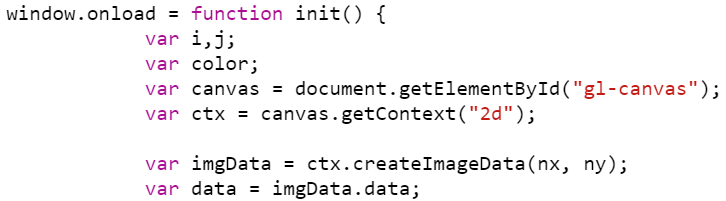 window.onload = function init() {
var i,j;
var color;
var canvas = document.getElementById("gl-canvas");
var ctx = canvas.getContext("2d");
var imgData = ctx.createImageData(nx, ny);
var data = imgData.data;